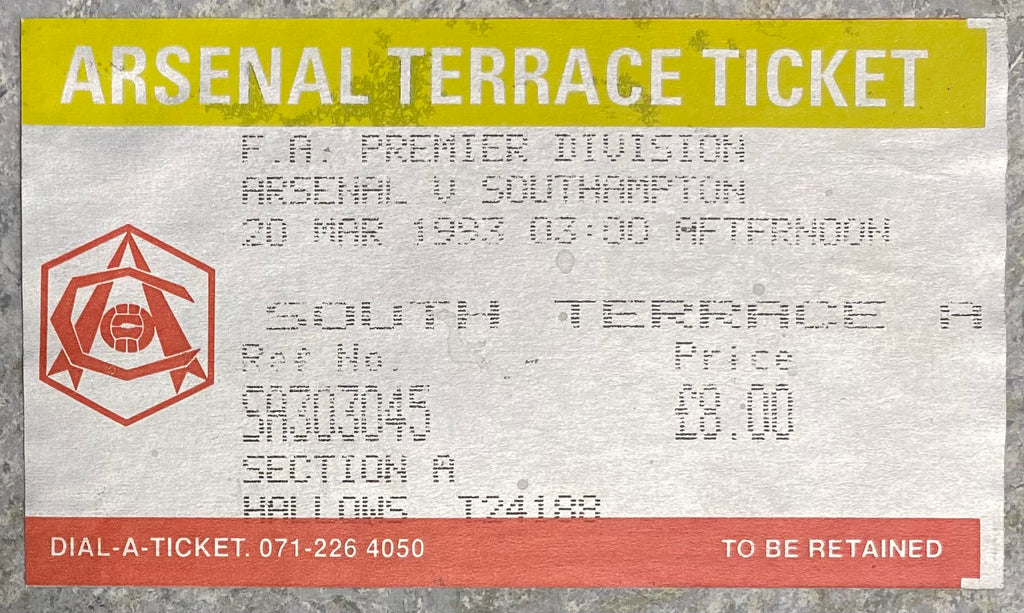 ARSENAL TERRACE TICKET
F.A. PREMIER DIVISION
ARSENAL V SOUTHAMPTON
20 MAR 1993 03:00 AFTERNOON
SOUTH TERRACE A
Ref No. Price
SA303045 £8.00
SECTION A
HALLOWS T24188
DIAL-A-TICKET. 071-226 4050 TO BE RETAINED